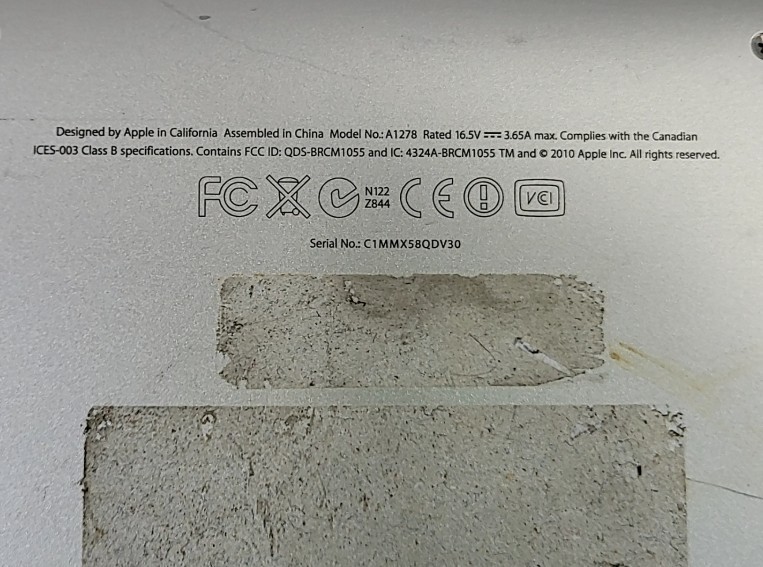 Designed by Apple in California Assembled in China Model No.: A1278 Rated 16.5V ⎓ 3.65A max. Complies with the Canadian
ICES-003 Class B specifications. Contains FCC ID: QDS-BRCM1055 and IC: 4324A-BRCM1055 TM and © 2010 Apple Inc. All rights reserved.
FC CE VCI
N122
Z844
Serial No.: C1MMX58QDV30